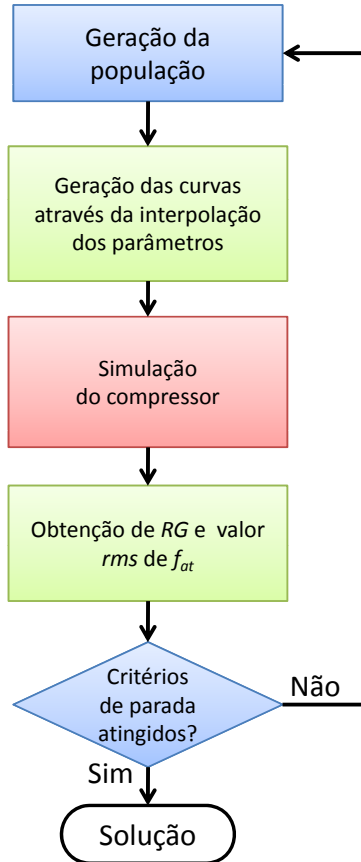 Geração da
população
Geração das curvas
através da interpolação
dos parâmetros
Simulação
do compressor
Obtenção de RG e valor
rms de f_at
Critérios
de parada
atingidos?
Não
Sim
Solução